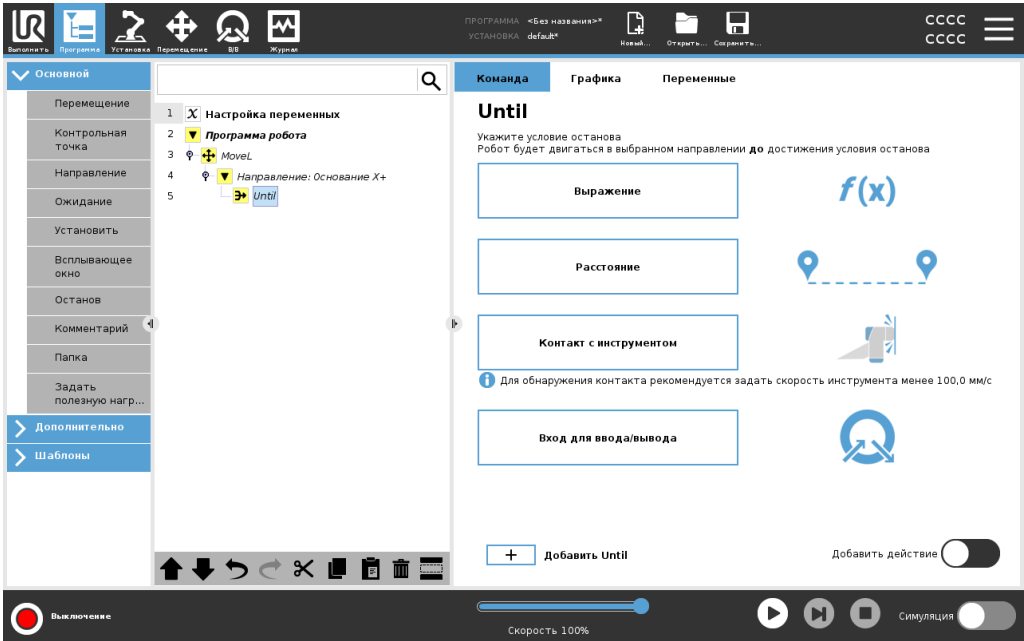 UR
Выполнить
Программа
Установка
Перемещение
В/В
Журнал
ПРОГРАММА <Без названия>*
УСТАНОВКА default*
Новый...
Открыть...
Сохранить...
CCCC
CCCC
Основной
Перемещение
Контрольная
точка
Направление
Ожидание
Установить
Всплывающее
окно
Останов
Комментарий
Папка
Задать
полезную нагр...
Дополнительно
Шаблоны
1 X Настройка переменных
2 Программа робота
3 MoveL
4 Направление: Основание X+
5 Until
Команда Графика Переменные
Until
Укажите условие останова
Робот будет двигаться в выбранном направлении до достижения условия останова
Выражение
f(x)
Расстояние
Контакт с инструментом
Для обнаружения контакта рекомендуется задать скорость инструмента менее 100,0 мм/с
Вход для ввода/вывода
+ Добавить Until
Добавить действие
Выключение
Скорость 100%
Симуляция